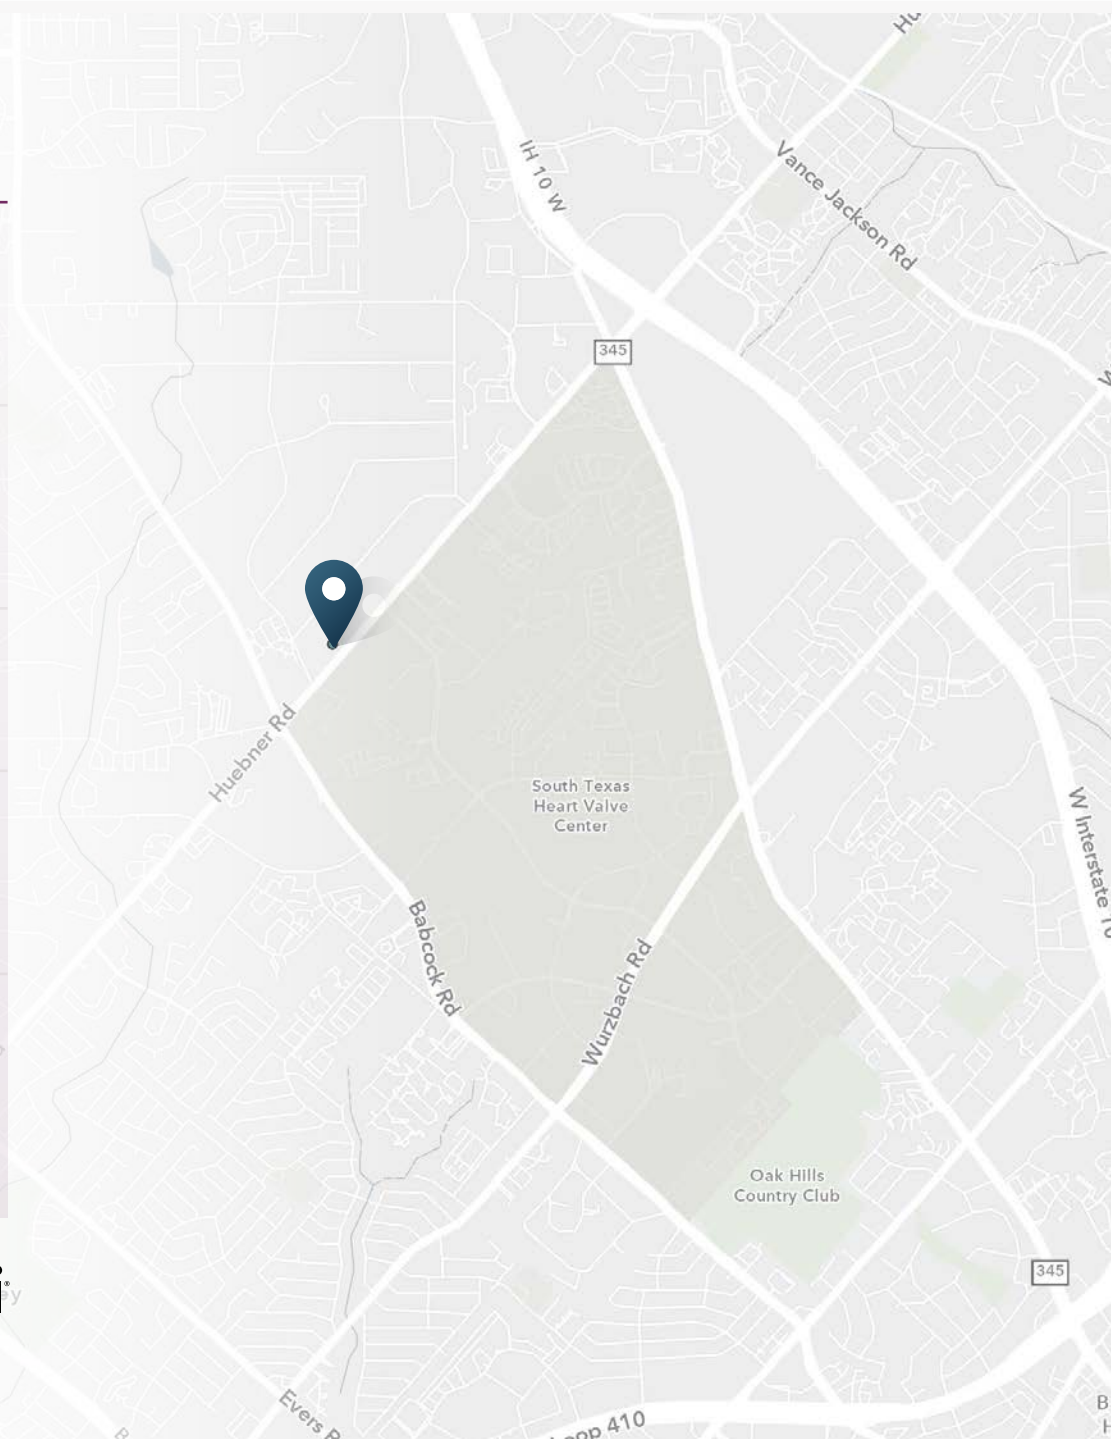 IH 10 W
Vance Jackson Rd
345
Huebner Rd
South Texas
Heart Valve
Center
W Interstate 10
Babcock Rd
Wurzbach Rd
Oak Hills
Country Club
345
Evers
410